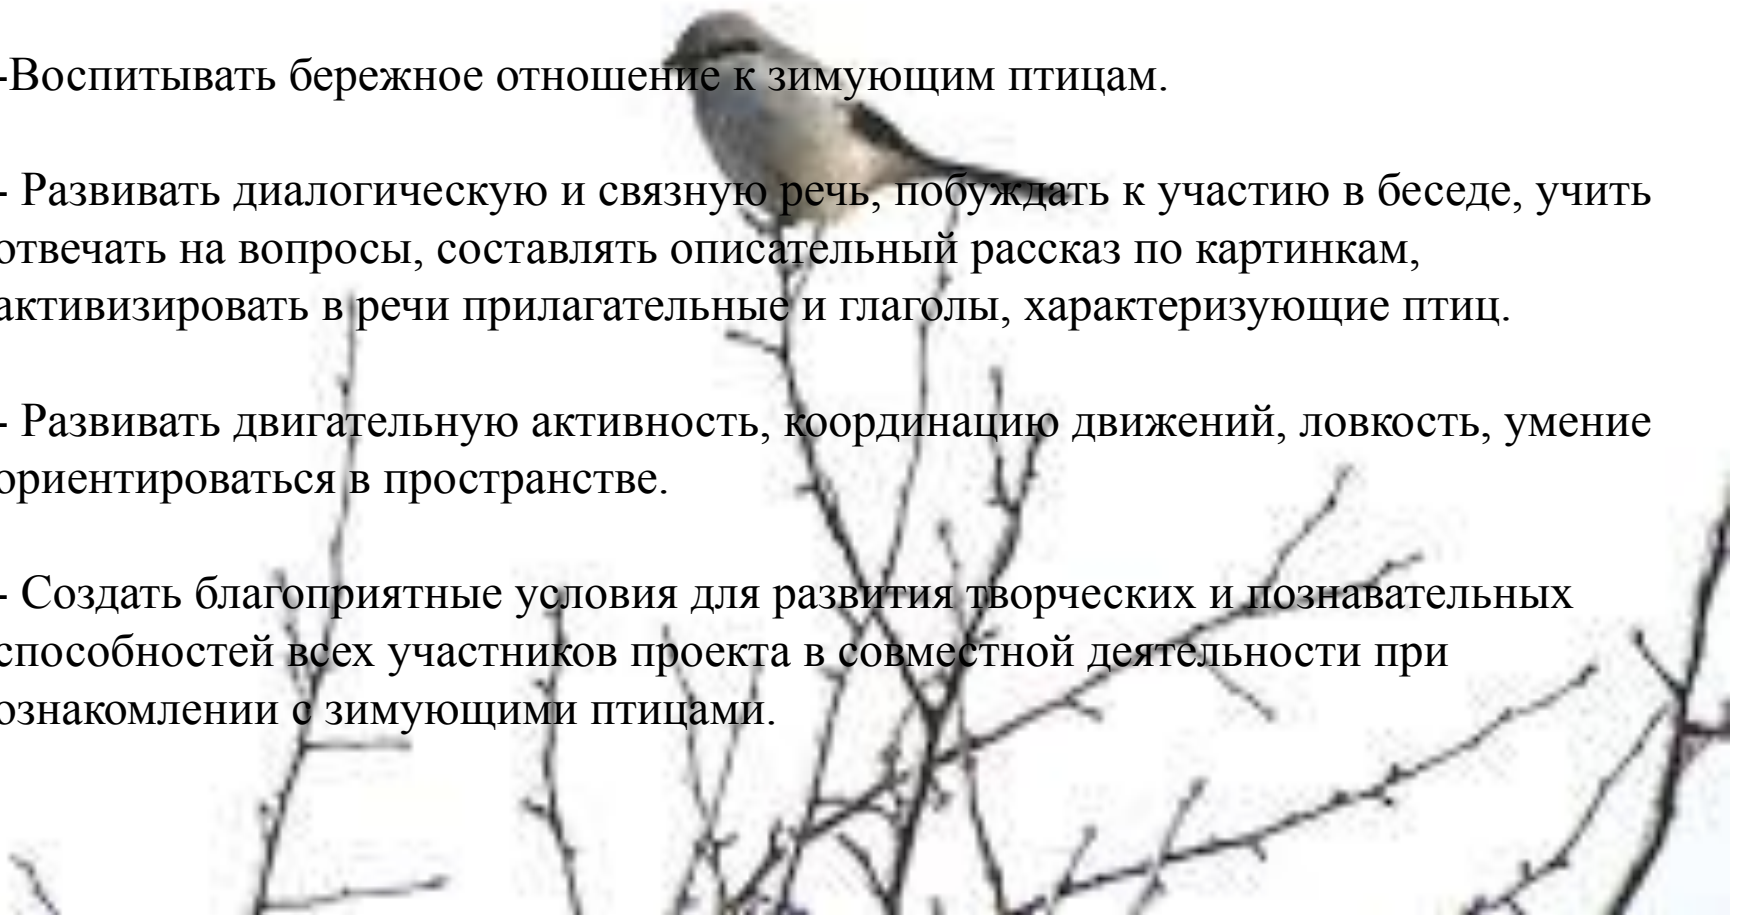 -Воспитывать бережное отношение к зимующим птицам.
- Развивать диалогическую и связную речь, побуждать к участию в беседе, учить
отвечать на вопросы, составлять описательный рассказ по картинкам,
активизировать в речи прилагательные и глаголы, характеризующие птиц.
- Развивать двигательную активность, координацию движений, ловкость, умение
ориентироваться в пространстве.
- Создать благоприятные условия для развития творческих и познавательных
способностей всех участников проекта в совместной деятельности при
ознакомлении с зимующими птицами.